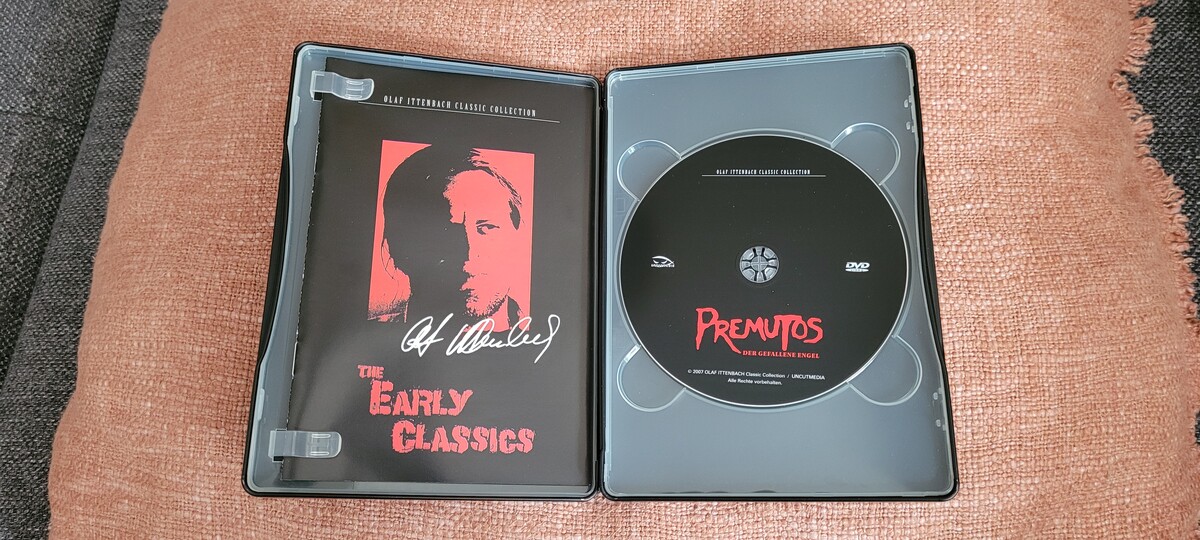 OLAF ITTENBACH CLASSIC COLLECTION
THE
EARLY
CLASSICS
OLAF ITTENBACH CLASSIC COLLECTION
DVD
PREMUTOS
DER GEFALLENE ENGEL
© 2007 OLAF ITTENBACH Classic Collection / UNCUTMEDIA
Alle Rechte vorbehalten.